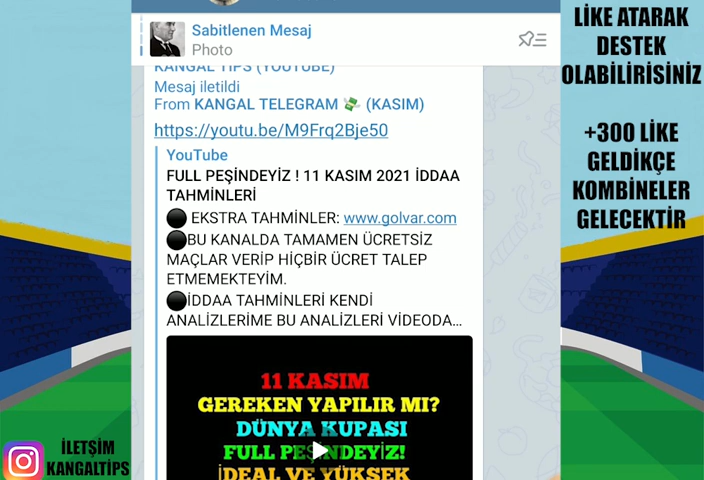 Sabitlenen Mesaj
Photo
KANGAL TIPS (YOUTUBE)
Mesaj iletildi
From KANGAL TELEGRAM 💸 (KASIM)
https://youtu.be/M9Frq2Bje50
YouTube
FULL PEŞİNDEYİZ ! 11 KASIM 2021 İDDAA
TAHMİNLERİ
⚫ EKSTRA TAHMİNLER: www.golvar.com
⚫BU KANALDA TAMAMEN ÜCRETSİZ
MAÇLAR VERİP HİÇBİR ÜCRET TALEP
ETMEMEKTEYİM.
⚫İDDAA TAHMİNLERİ KENDİ
ANALİZLERİME BU ANALİZLERİ VİDEODA...
11 KASIM
GEREKEN YAPILIR MI?
DÜNYA KUPASI
FULL PEŞİNDEYİZ!
İDEAL VE YÜKSEK
LİKE ATARAK
DESTEK
OLABİLİRİSİNİZ
+300 LİKE
GELDİKÇE
KOMBİNELER
GELECEKTİR
İLETŞİM
KANGALTİPS